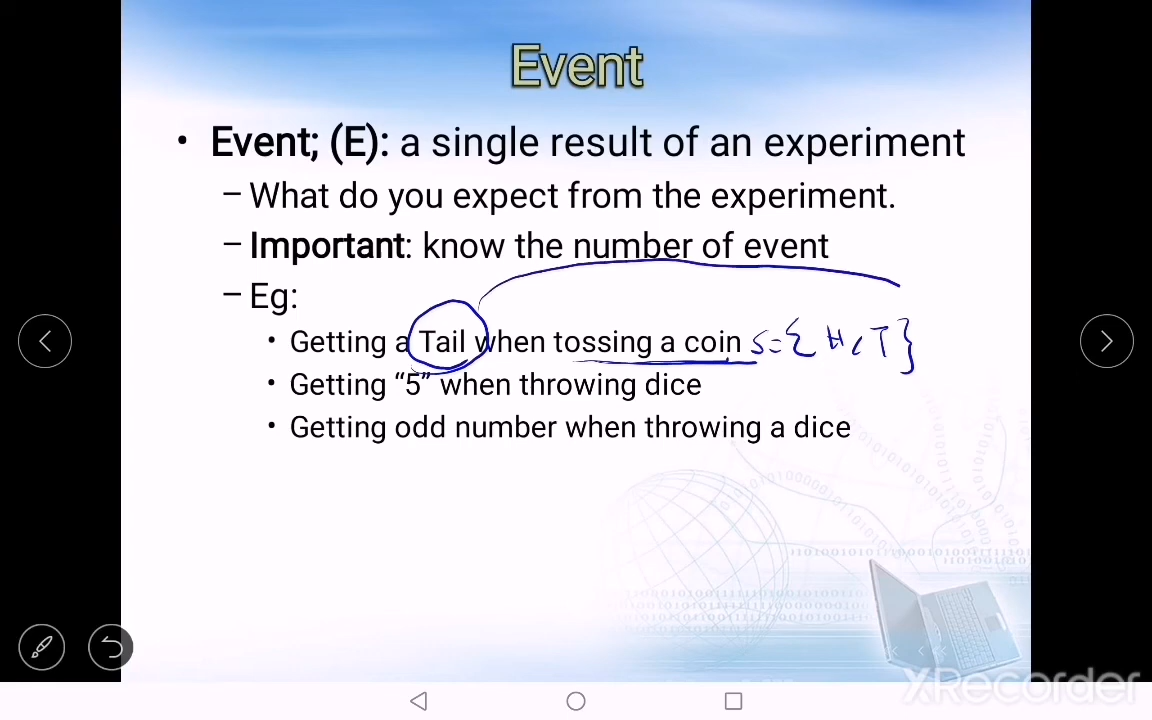 Event
• Event; (E): a single result of an experiment
– What do you expect from the experiment.
– Important: know the number of event
– Eg:
• Getting a Tail when tossing a coin S={ H, T}
• Getting “5” when throwing dice
• Getting odd number when throwing a dice
XRecorder